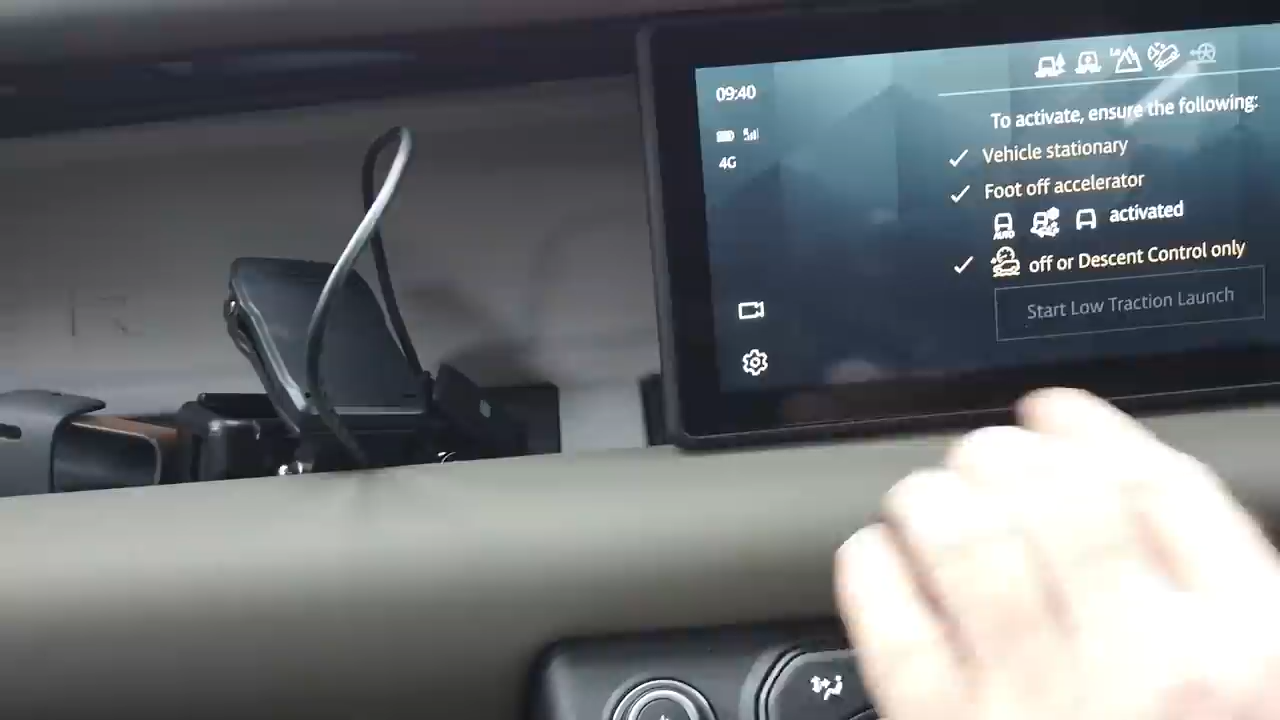 09:40
4G
To activate, ensure the following:
Vehicle stationary
Foot off accelerator
AUTO activated
off or Descent Control only
Start Low Traction Launch